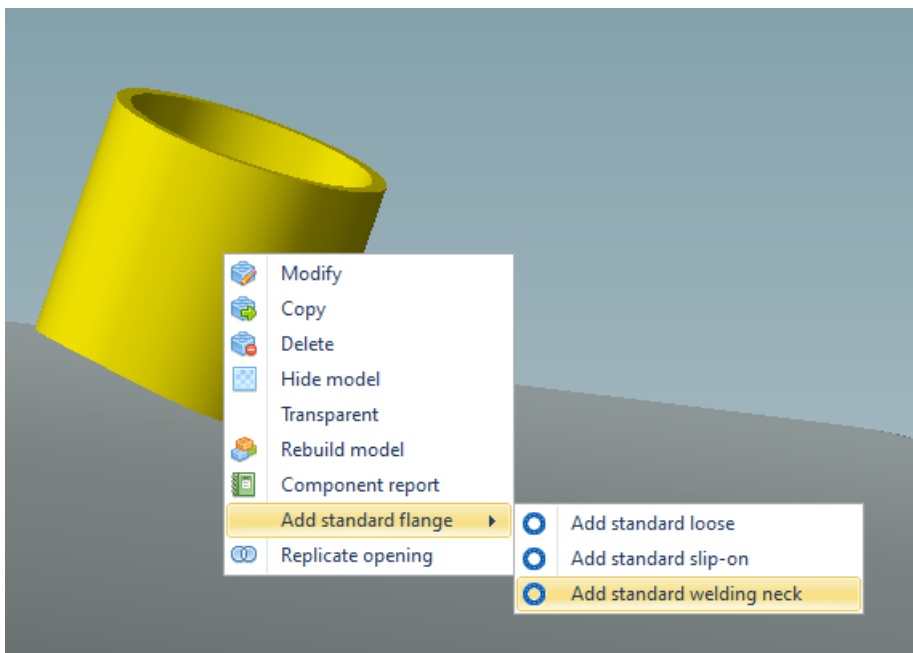 Modify
Copy
Delete
Hide model
Transparent
Rebuild model
Component report
Add standard flange
Replicate opening
Add standard loose
Add standard slip-on
Add standard welding neck